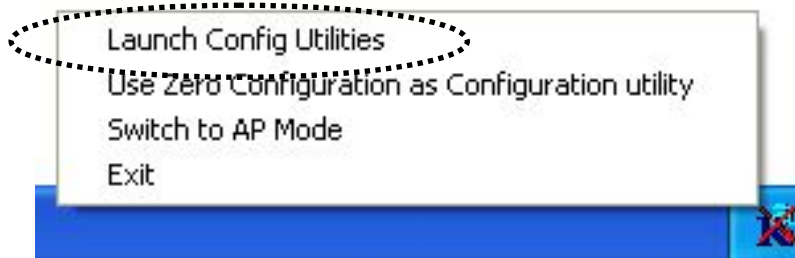 Launch Config Utilities
Use Zero Configuration as Configuration utility
Switch to AP Mode
Exit